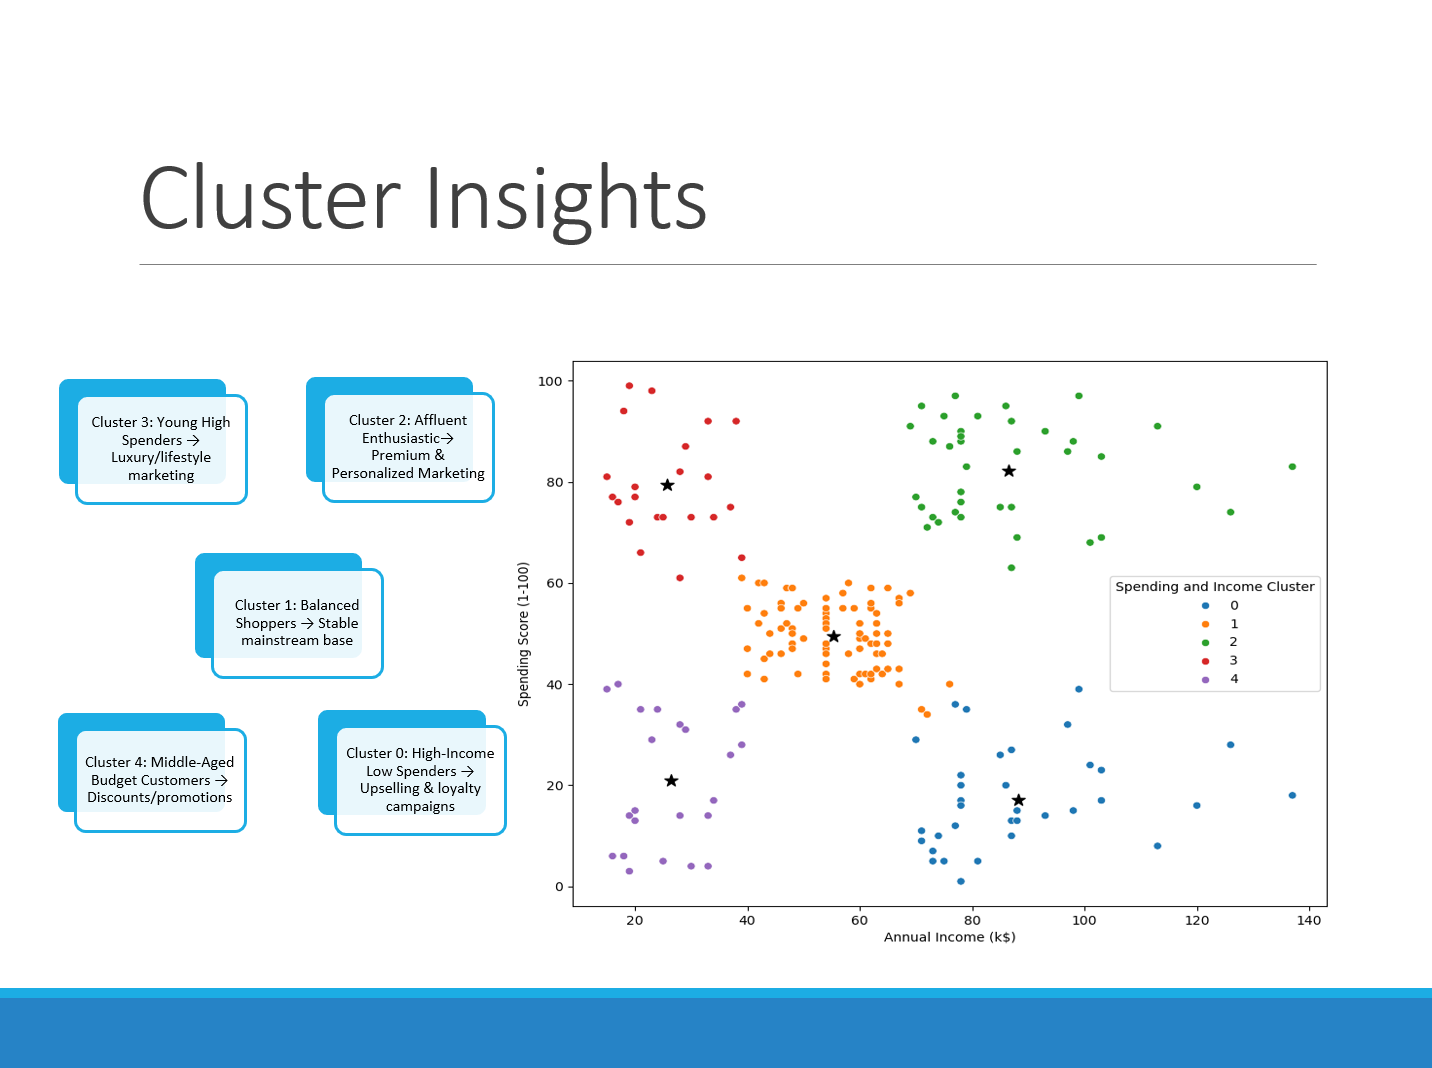 Cluster Insights
Cluster 3: Young High
Spenders →
Luxury/lifestyle
marketing
Cluster 2: Affluent
Enthusiastic→
Premium &
Personalized Marketing
Cluster 1: Balanced
Shoppers → Stable
mainstream base
Cluster 4: Middle-Aged
Budget Customers →
Discounts/promotions
Cluster 0: High-Income
Low Spenders →
Upselling & loyalty
campaigns
Spending Score (1-100)
100
80
60
40
20
0
Spending and Income Cluster
0
1
2
3
4
20 40 60 80 100 120 140
Annual Income (k$)